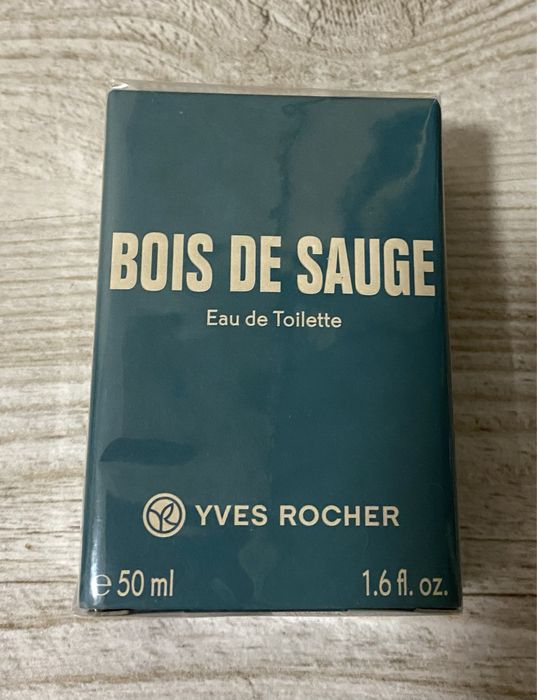 BOIS DE SAUGE
Eau de Toilette
YVES ROCHER
e 50 ml
1.6 fl. oz.